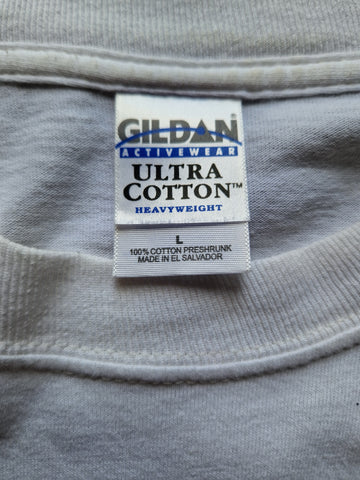 GILDAN
ACTIVEWEAR
ULTRA
COTTON™
HEAVYWEIGHT
L
100% COTTON PRESHRUNK
MADE IN EL SALVADOR